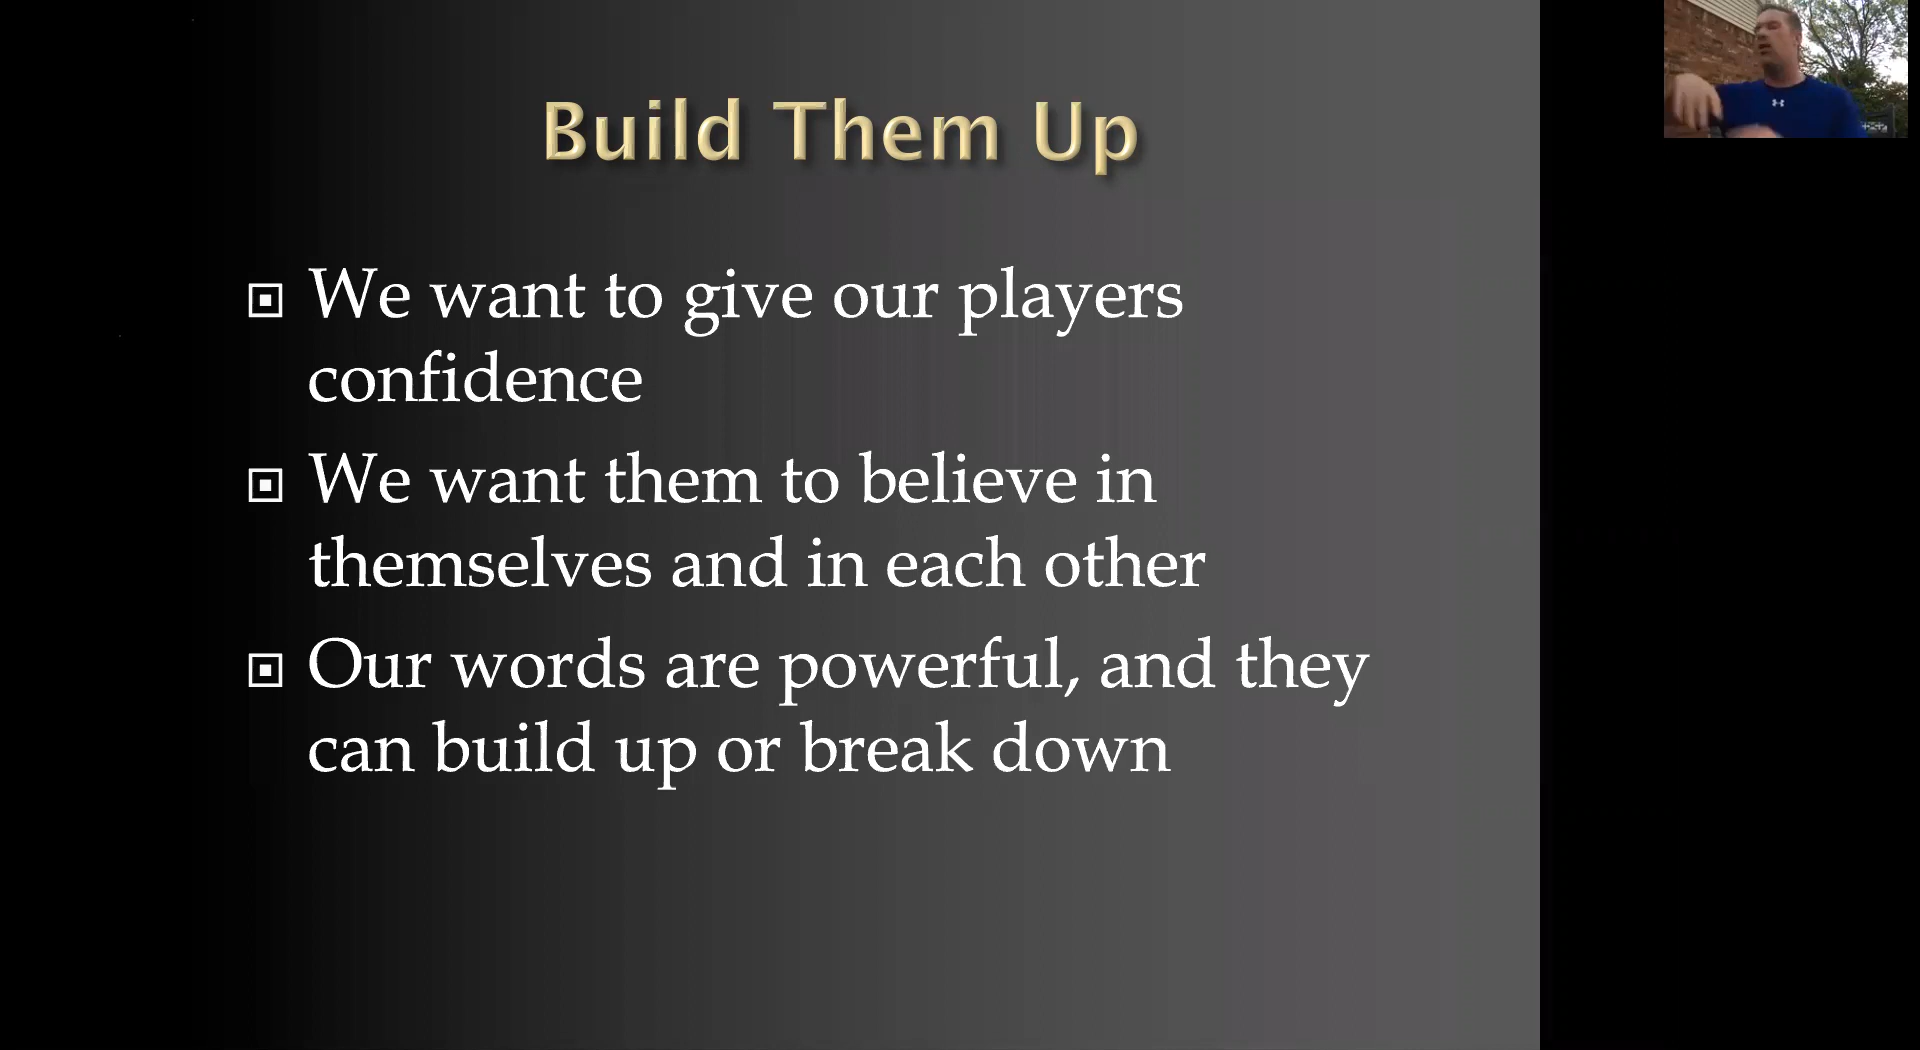 Build Them Up
We want to give our players
confidence
We want them to believe in
themselves and in each other
Our words are powerful, and they
can build up or break down